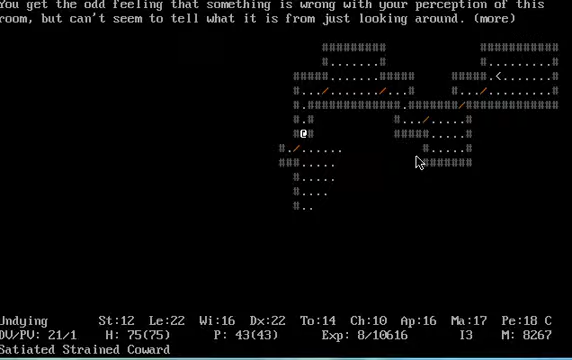 You get the odd feeling that something is wrong with your perception of this
room, but can't seem to tell what it is from just looking around. (more)
#########           ###########
#.......#           #.........#
#####.......#####     #####.<.......#
#.../......./...#     #.../.........#
#.############.#######/#############
#.#           #.../.....#
#@#           #####.....#
#./......            #.....#
###.....             #######
#.....
#....
#..
Undying St:12 Le:22 Wi:16 Dx:22 To:14 Ch:10 Ap:16 Ma:17 Pe:18 C
DV/PV: 21/1 H: 75(75) P: 43(43) Exp: 8/10616 I3 M: 8267
Satiated Strained Coward